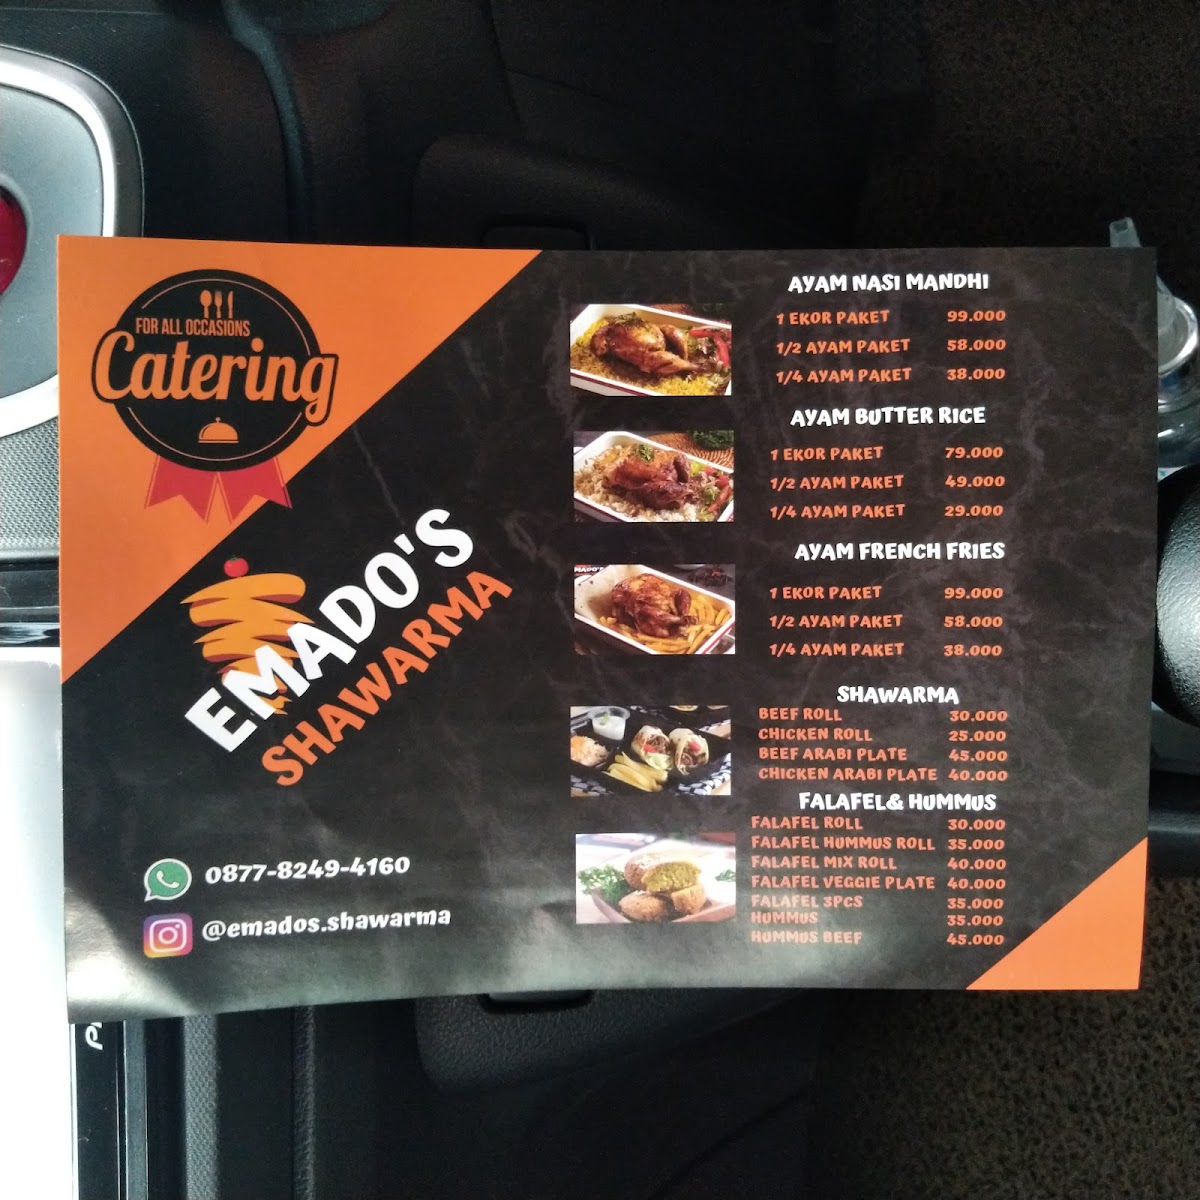 FOR ALL OCCASIONS
Catering
EMADO'S
SHAWARMA
0877-8249-4160
@emados.shawarma
AYAM NASI MANDHI
1 EKOR PAKET 99.000
1/2 AYAM PAKET 58.000
1/4 AYAM PAKET 38.000
AYAM BUTTER RICE
1 EKOR PAKET 79.000
1/2 AYAM PAKET 49.000
1/4 AYAM PAKET 29.000
AYAM FRENCH FRIES
1 EKOR PAKET 99.000
1/2 AYAM PAKET 58.000
1/4 AYAM PAKET 38.000
SHAWARMA
BEEF ROLL 30.000
CHICKEN ROLL 25.000
BEEF ARABI PLATE 45.000
CHICKEN ARABI PLATE 40.000
FALAFEL& HUMMUS
FALAFEL ROLL 30.000
FALAFEL HUMMUS ROLL 35.000
FALAFEL MIX ROLL 40.000
FALAFEL VEGGIE PLATE 40.000
FALAFEL 3PCS 35.000
HUMMUS 35.000
HUMMUS BEEF 45.000